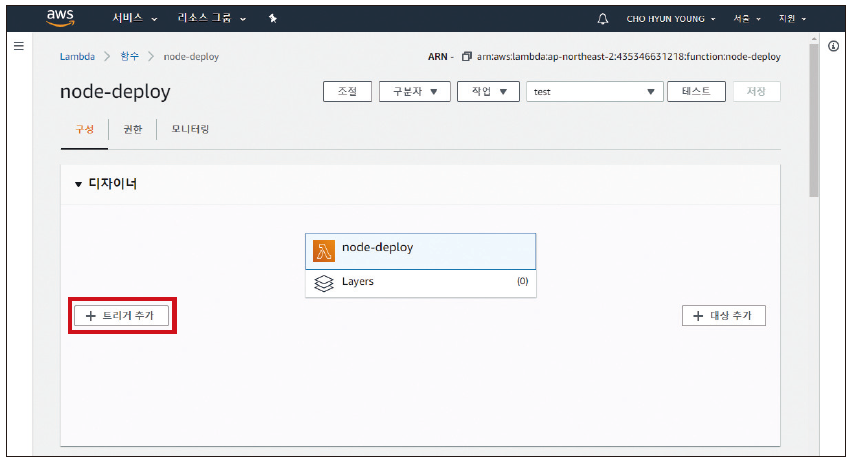 aws 서비스 리소스 그룹 CHO HYUN YOUNG 서울 지원
Lambda 함수 node-deploy ARN - arn:aws:lambda:ap-northeast-2:435346631218:function:node-deploy
node-deploy 조절 구분자 작업 test 테스트 저장
구성 권한 모니터링
디자이너
node-deploy
Layers (0)
+ 트리거 추가 + 대상 추가